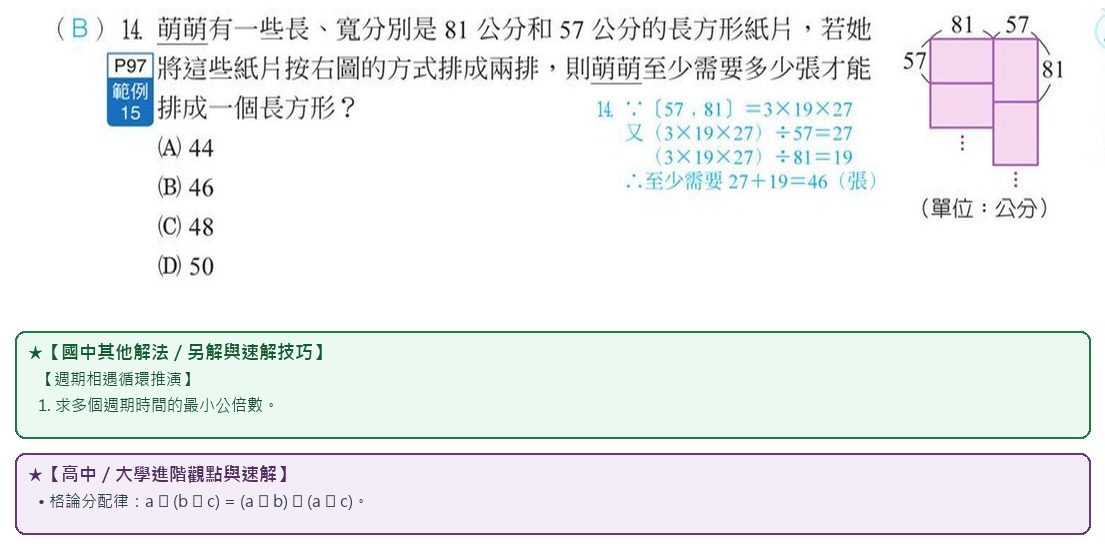 (B) 14. 萌萌有一些長、寬分別是 81 公分和 57 公分的長方形紙片,若她
P97
範例
15
將這些紙片按右圖的方式排成兩排,則萌萌至少需要多少張才能
排成一個長方形?
(A) 44
(B) 46
(C) 48
(D) 50
14. ∵〔57,81〕=3×19×27
又(3×19×27)÷57=27
(3×19×27)÷81=19
∴至少需要 27+19=46(張)
81 57
57
81
(單位:公分)
★【國中其他解法 / 另解與速解技巧】
【週期相遇循環推演】
1. 求多個週期時間的最小公倍數。
★【高中 / 大學進階觀點與速解】
• 格論分配律:a □ (b □ c) = (a □ b) □ (a □ c)。